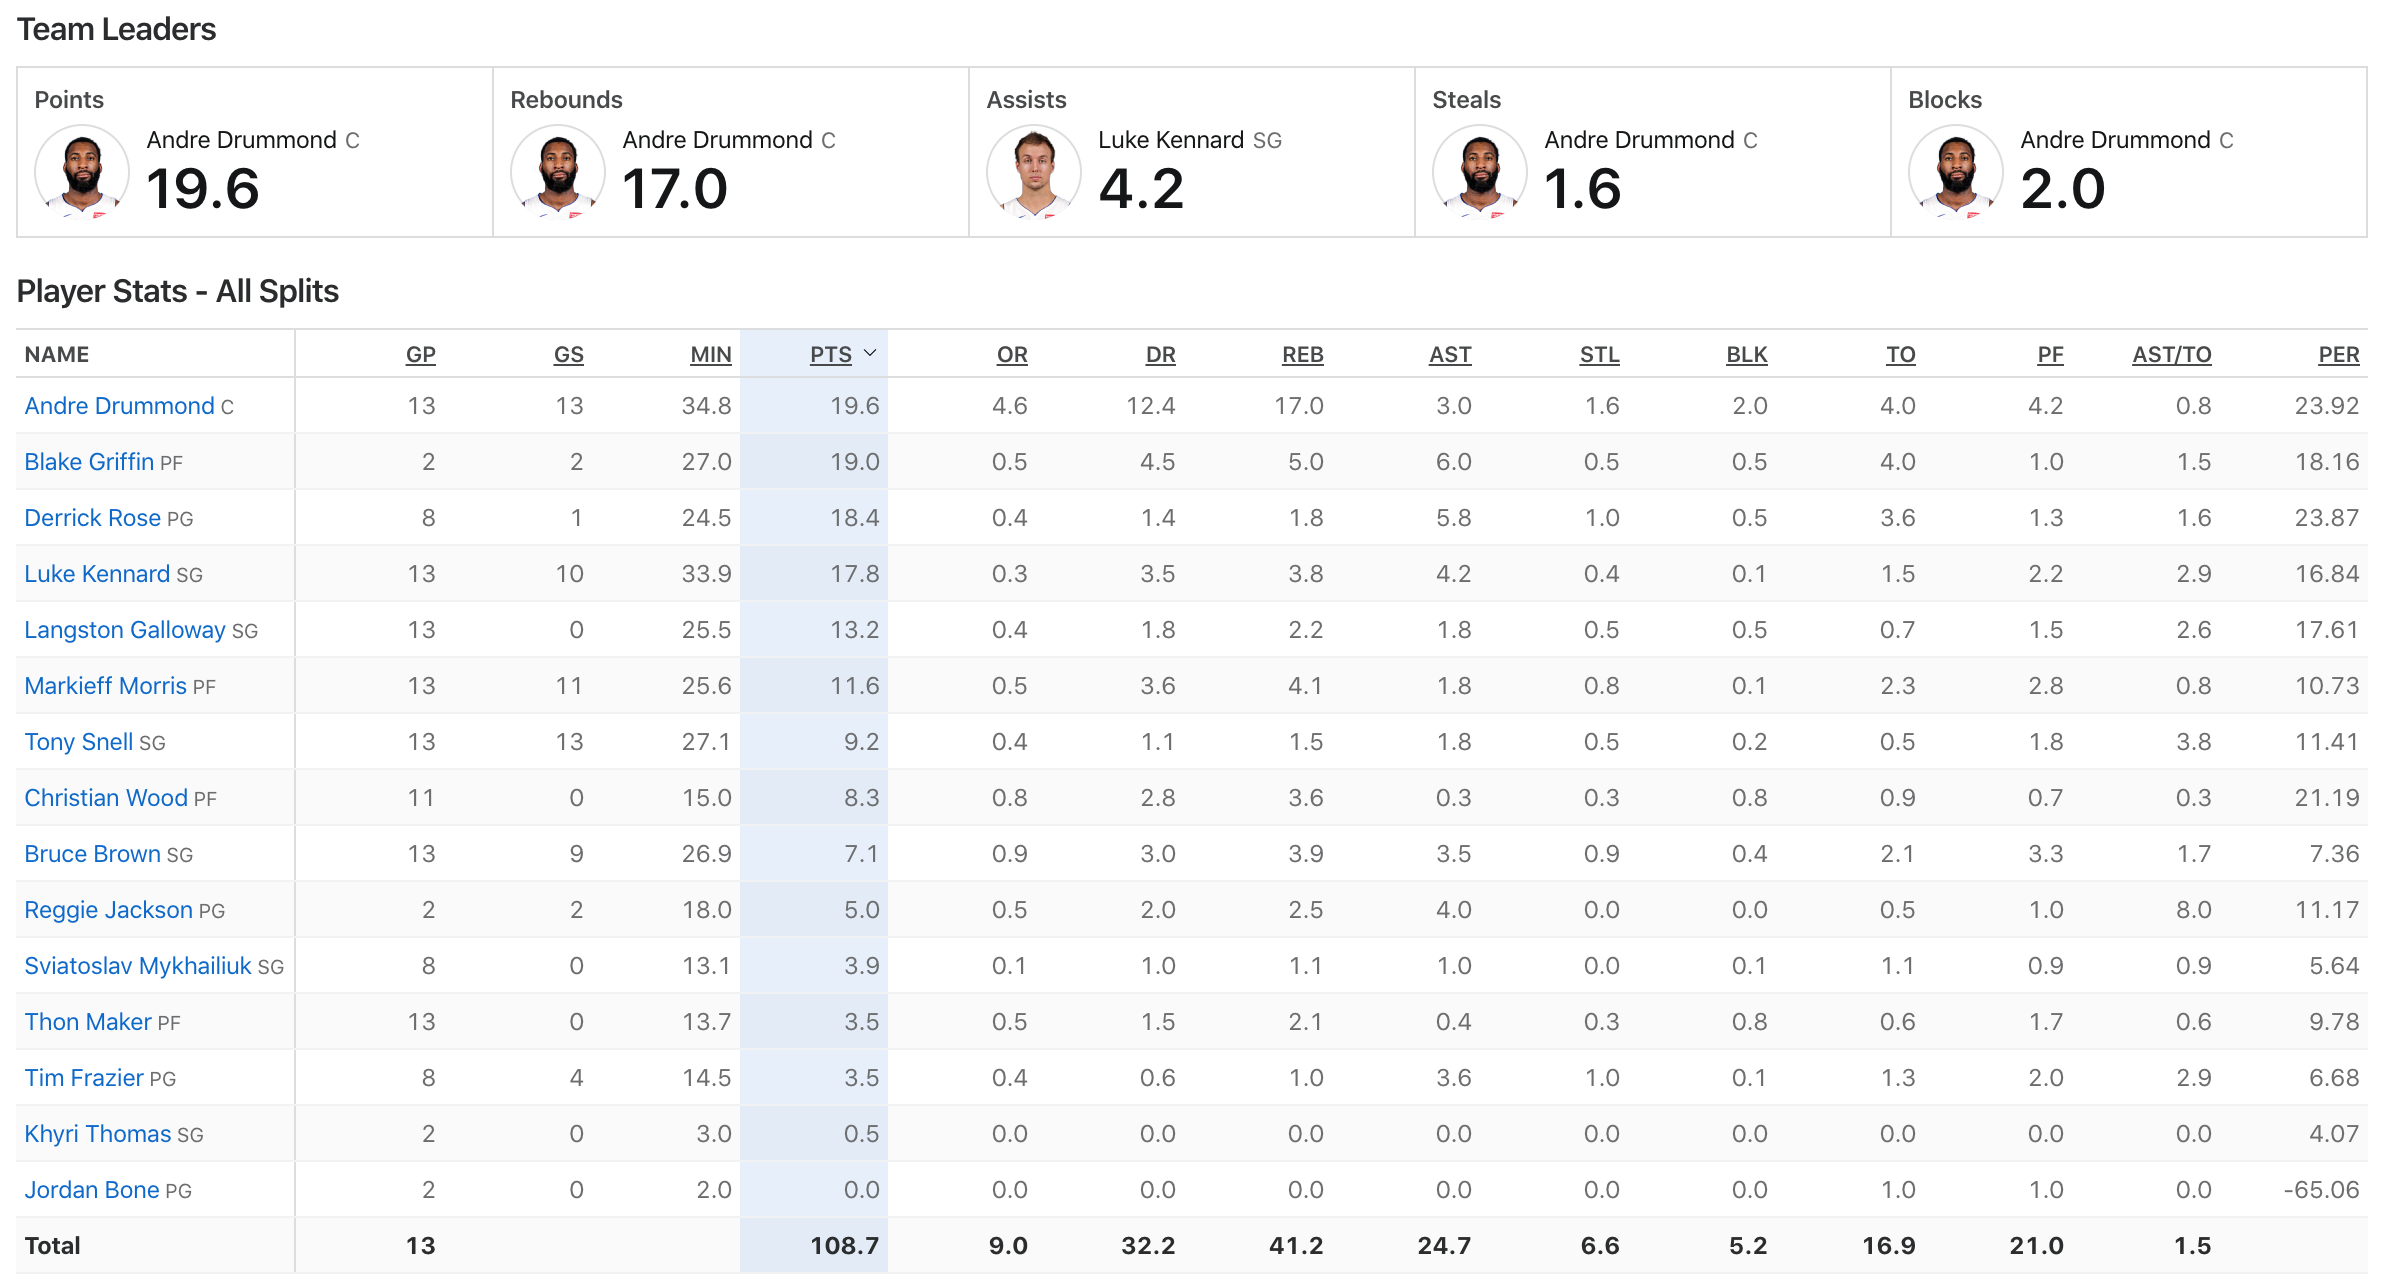 Team Leaders
Points
Andre Drummond C
19.6
Rebounds
Andre Drummond C
17.0
Assists
Luke Kennard SG
4.2
Steals
Andre Drummond C
1.6
Blocks
Andre Drummond C
2.0
Player Stats - All Splits
NAME GP GS MIN PTS OR DR REB AST STL BLK TO PF AST/TO PER
Andre Drummond C 13 13 34.8 19.6 4.6 12.4 17.0 3.0 1.6 2.0 4.0 4.2 0.8 23.92
Blake Griffin PF 2 2 27.0 19.0 0.5 4.5 5.0 6.0 0.5 0.5 4.0 1.0 1.5 18.16
Derrick Rose PG 8 1 24.5 18.4 0.4 1.4 1.8 5.8 1.0 0.5 3.6 1.3 1.6 23.87
Luke Kennard SG 13 10 33.9 17.8 0.3 3.5 3.8 4.2 0.4 0.1 1.5 2.2 2.9 16.84
Langston Galloway SG 13 0 25.5 13.2 0.4 1.8 2.2 1.8 0.5 0.5 0.7 1.5 2.6 17.61
Markieff Morris PF 13 11 25.6 11.6 0.5 3.6 4.1 1.8 0.8 0.1 2.3 2.8 0.8 10.73
Tony Snell SG 13 13 27.1 9.2 0.4 1.1 1.5 1.8 0.5 0.2 0.5 1.8 3.8 11.41
Christian Wood PF 11 0 15.0 8.3 0.8 2.8 3.6 0.3 0.3 0.8 0.9 0.7 0.3 21.19
Bruce Brown SG 13 9 26.9 7.1 0.9 3.0 3.9 3.5 0.9 0.4 2.1 3.3 1.7 7.36
Reggie Jackson PG 2 2 18.0 5.0 0.5 2.0 2.5 4.0 0.0 0.0 0.5 1.0 8.0 11.17
Sviatoslav Mykhailiuk SG 8 0 13.1 3.9 0.1 1.0 1.1 1.0 0.0 0.1 1.1 0.9 0.9 5.64
Thon Maker PF 13 0 13.7 3.5 0.5 1.5 2.1 0.4 0.3 0.8 0.6 1.7 0.6 9.78
Tim Frazier PG 8 4 14.5 3.5 0.4 0.6 1.0 3.6 1.0 0.1 1.3 2.0 2.9 6.68
Khyri Thomas SG 2 0 3.0 0.5 0.0 0.0 0.0 0.0 0.0 0.0 0.0 0.0 0.0 4.07
Jordan Bone PG 2 0 2.0 0.0 0.0 0.0 0.0 0.0 0.0 0.0 1.0 1.0 0.0 -65.06
Total 13 108.7 9.0 32.2 41.2 24.7 6.6 5.2 16.9 21.0 1.5